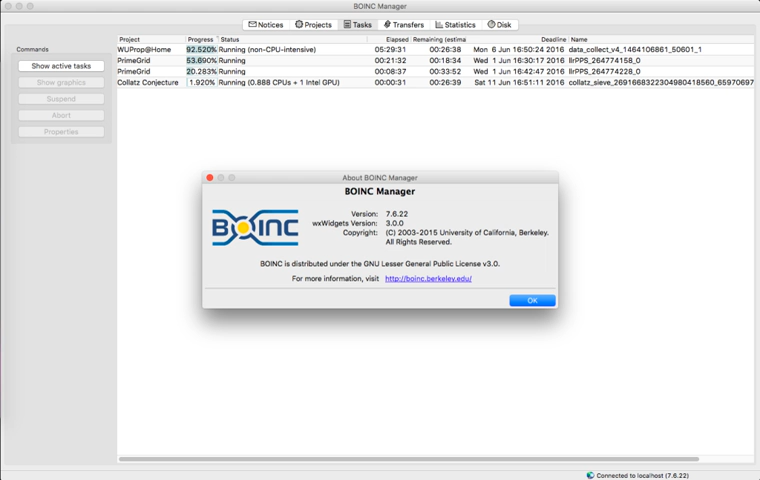 BOINC Manager
Notices Projects Tasks Transfers Statistics Disk
Commands
Show active tasks
Show graphics
Suspend
Abort
Properties
Project Progress Status Elapsed Remaining (estima Deadline Name
WUProp@Home 92.520% Running (non-CPU-intensive) 05:29:31 00:26:38 Mon 6 Jun 16:50:24 2016 data_collect_v4_1464106861_50601_1
PrimeGrid 53.690% Running 00:21:32 00:18:34 Wed 1 Jun 16:30:17 2016 llrPPS_264774158_0
PrimeGrid 20.283% Running 00:08:37 00:33:52 Wed 1 Jun 16:42:47 2016 llrPPS_264774228_0
Collatz Conjecture 1.920% Running (0.888 CPUs + 1 Intel GPU) 00:00:31 00:26:39 Sat 11 Jun 16:51:11 2016 collatz_sieve_2691668322304980418560_65970697
About BOINC Manager
BOINC Manager
BOINC
Version: 7.6.22
wxWidgets Version: 3.0.0
Copyright: (C) 2003-2015 University of California, Berkeley.
All Rights Reserved.
BOINC is distributed under the GNU Lesser General Public License v3.0.
For more information, visit http://boinc.berkeley.edu/
OK
Connected to localhost (7.6.22)